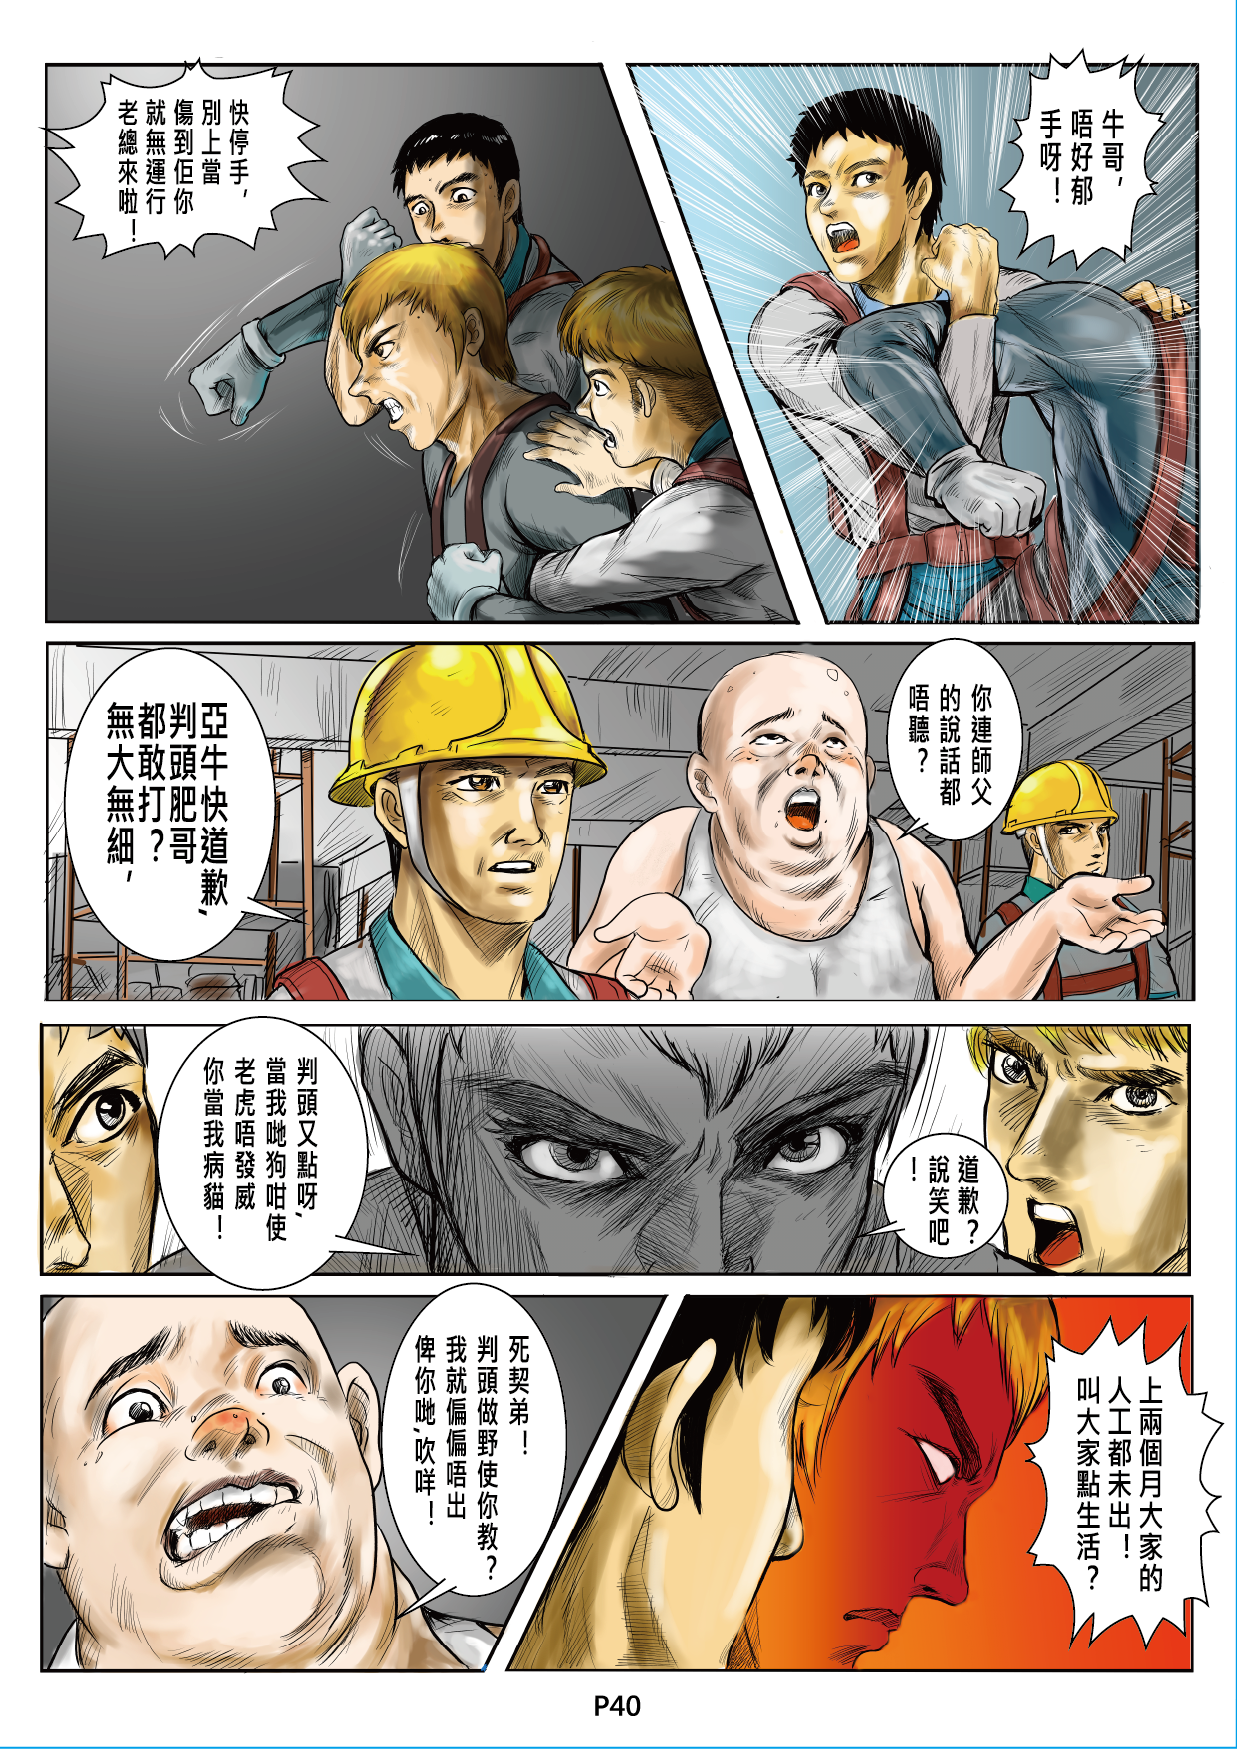 牛哥，
唔好郁
手呀！
快停手，
別上當
傷到佢你
就無運行
老總來啦！
你連師父
的說話都
唔聽？
亞牛快道歉，
判頭肥哥
都敢打？
無大無細，
道歉？
說笑吧
！
判頭又點呀，
當我哋狗咁使
老虎唔發威
你當我病貓！
上兩個月大家的
人工都未出！
叫大家點生活？
死契弟！
判頭做野使你教？
我就偏偏唔出
俾你哋，吹咩！
P40